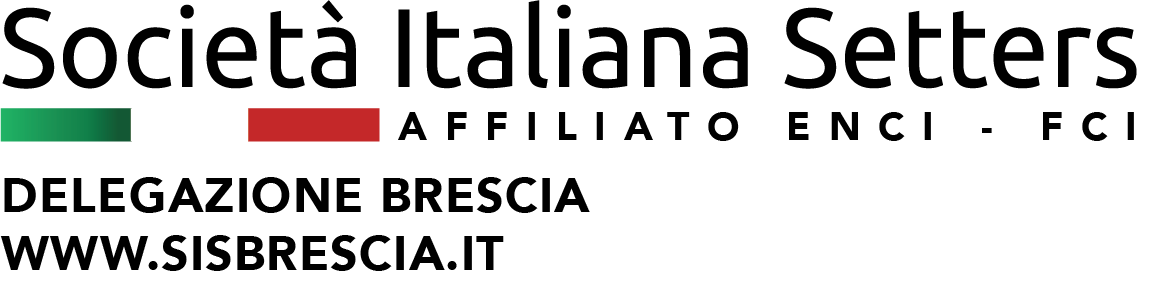 Società Italiana Setters
AFFILIATO ENCI - FCI
DELEGAZIONE BRESCIA
WWW.SISBRESCIA.IT